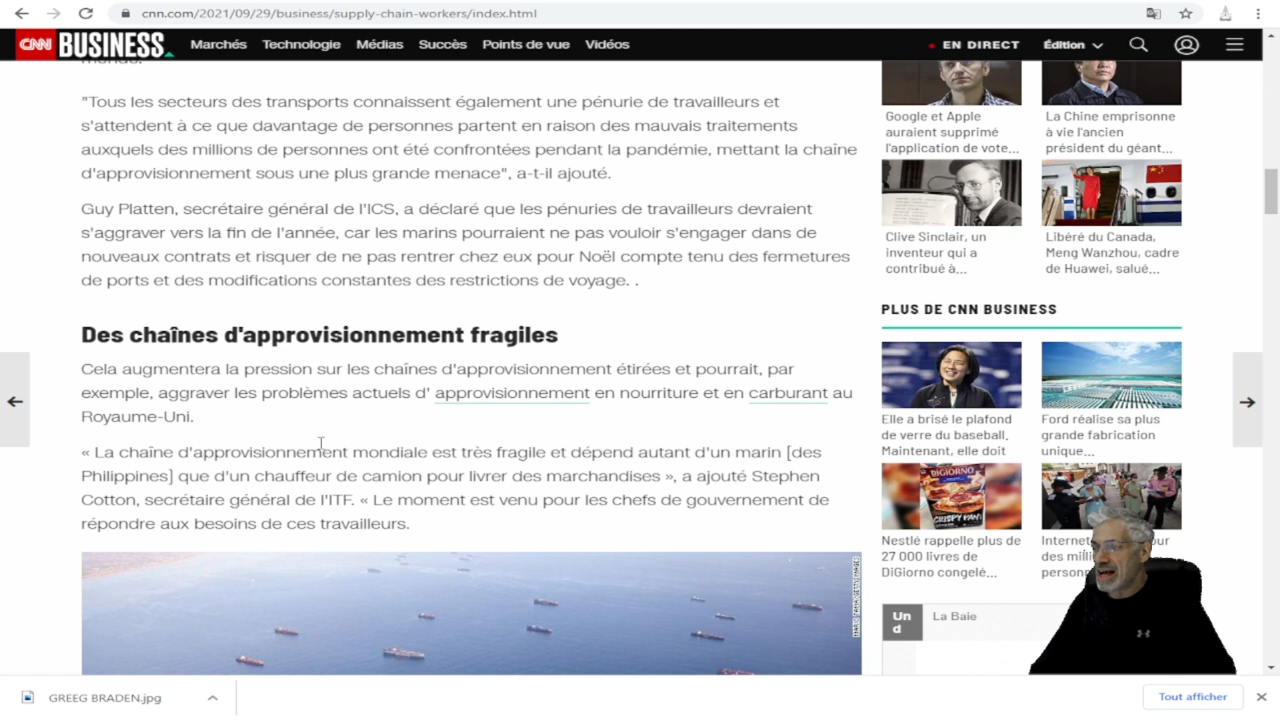 cnn.com/2021/09/29/business/supply-chain-workers/index.html
CNN BUSINESS Marchés Technologie Médias Succès Points de vue Vidéos EN DIRECT Édition
monde.
"Tous les secteurs des transports connaissent également une pénurie de travailleurs et
s'attendent à ce que davantage de personnes partent en raison des mauvais traitements
auxquels des millions de personnes ont été confrontées pendant la pandémie, mettant la chaîne
d'approvisionnement sous une plus grande menace", a-t-il ajouté.
Guy Platten, secrétaire général de l'ICS, a déclaré que les pénuries de travailleurs devraient
s'aggraver vers la fin de l'année, car les marins pourraient ne pas vouloir s'engager dans de
nouveaux contrats et risquer de ne pas rentrer chez eux pour Noël compte tenu des fermetures
de ports et des modifications constantes des restrictions de voyage. .
Des chaînes d'approvisionnement fragiles
Cela augmentera la pression sur les chaînes d'approvisionnement étirées et pourrait, par
exemple, aggraver les problèmes actuels d' approvisionnement en nourriture et en carburant au
Royaume-Uni.
« La chaîne d'approvisionnement mondiale est très fragile et dépend autant d'un marin [des
Philippines] que d'un chauffeur de camion pour livrer des marchandises », a ajouté Stephen
Cotton, secrétaire général de l'ITF. « Le moment est venu pour les chefs de gouvernement de
répondre aux besoins de ces travailleurs.
Google et Apple
auraient supprimé
l'application de vote...
La Chine emprisonne
à vie l'ancien
président du géant...
Clive Sinclair, un
inventeur qui a
contribué à...
Libéré du Canada,
Meng Wanzhou, cadre
de Huawei, salué...
PLUS DE CNN BUSINESS
Elle a brisé le plafond
de verre du baseball.
Maintenant, elle doit
Ford réalise sa plus
grande fabrication
unique...
DIGIORNO
CRISPY PAN
Nestlé rappelle plus de
27 000 livres de
DiGiorno congelé...
des
Un
d
La Baie
GREEG BRADEN.jpg
Tout afficher